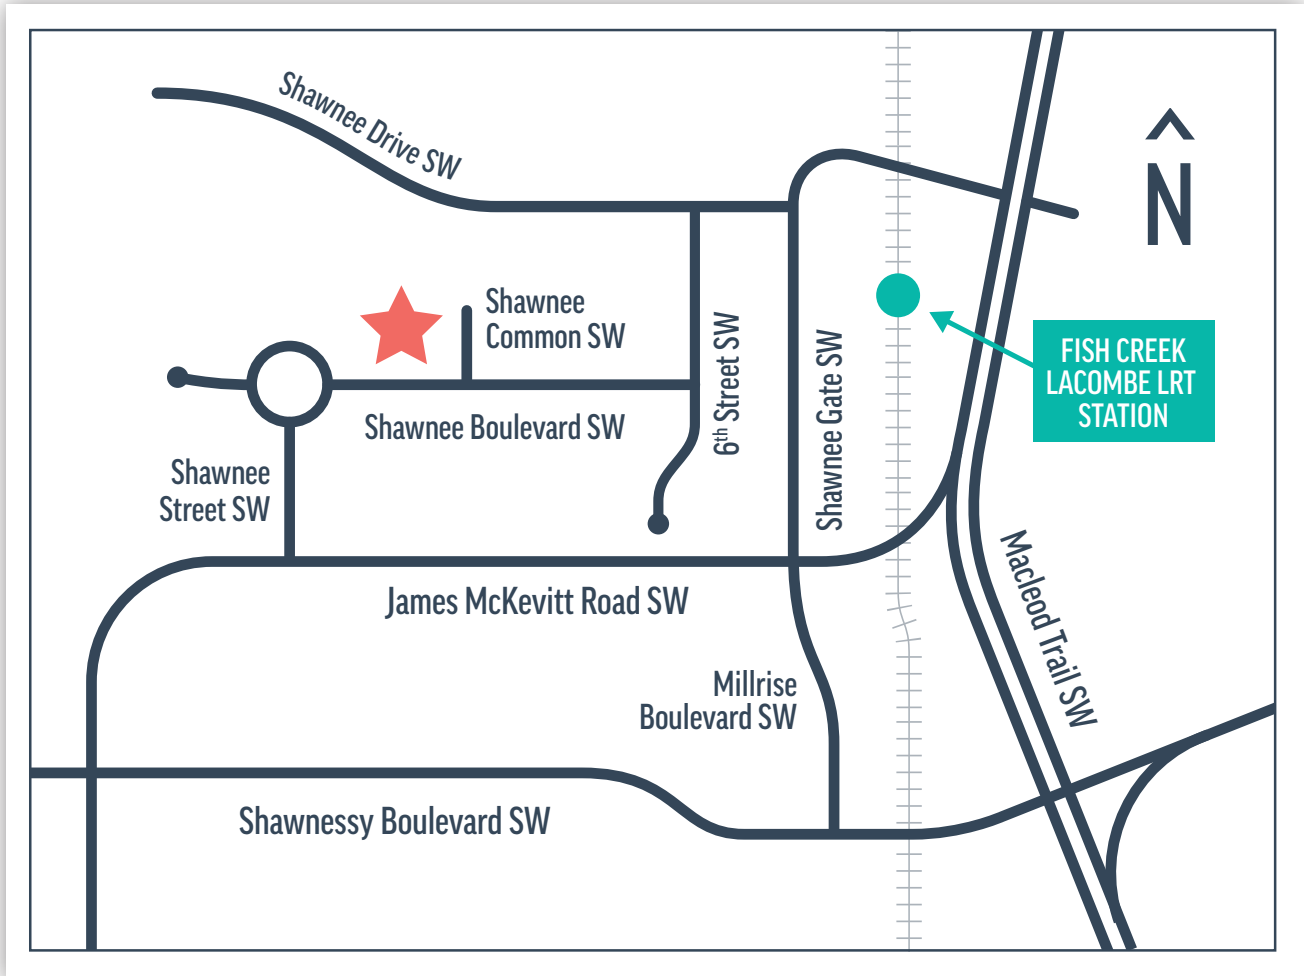 Shawnee Drive SW
N
Shawnee
Common SW
6th Street SW
Shawnee Gate SW
FISH CREEK
LACOMBE LRT
STATION
Shawnee Boulevard SW
Shawnee
Street SW
James McKevitt Road SW
Macleod Trail SW
Millrise
Boulevard SW
Shawnessy Boulevard SW